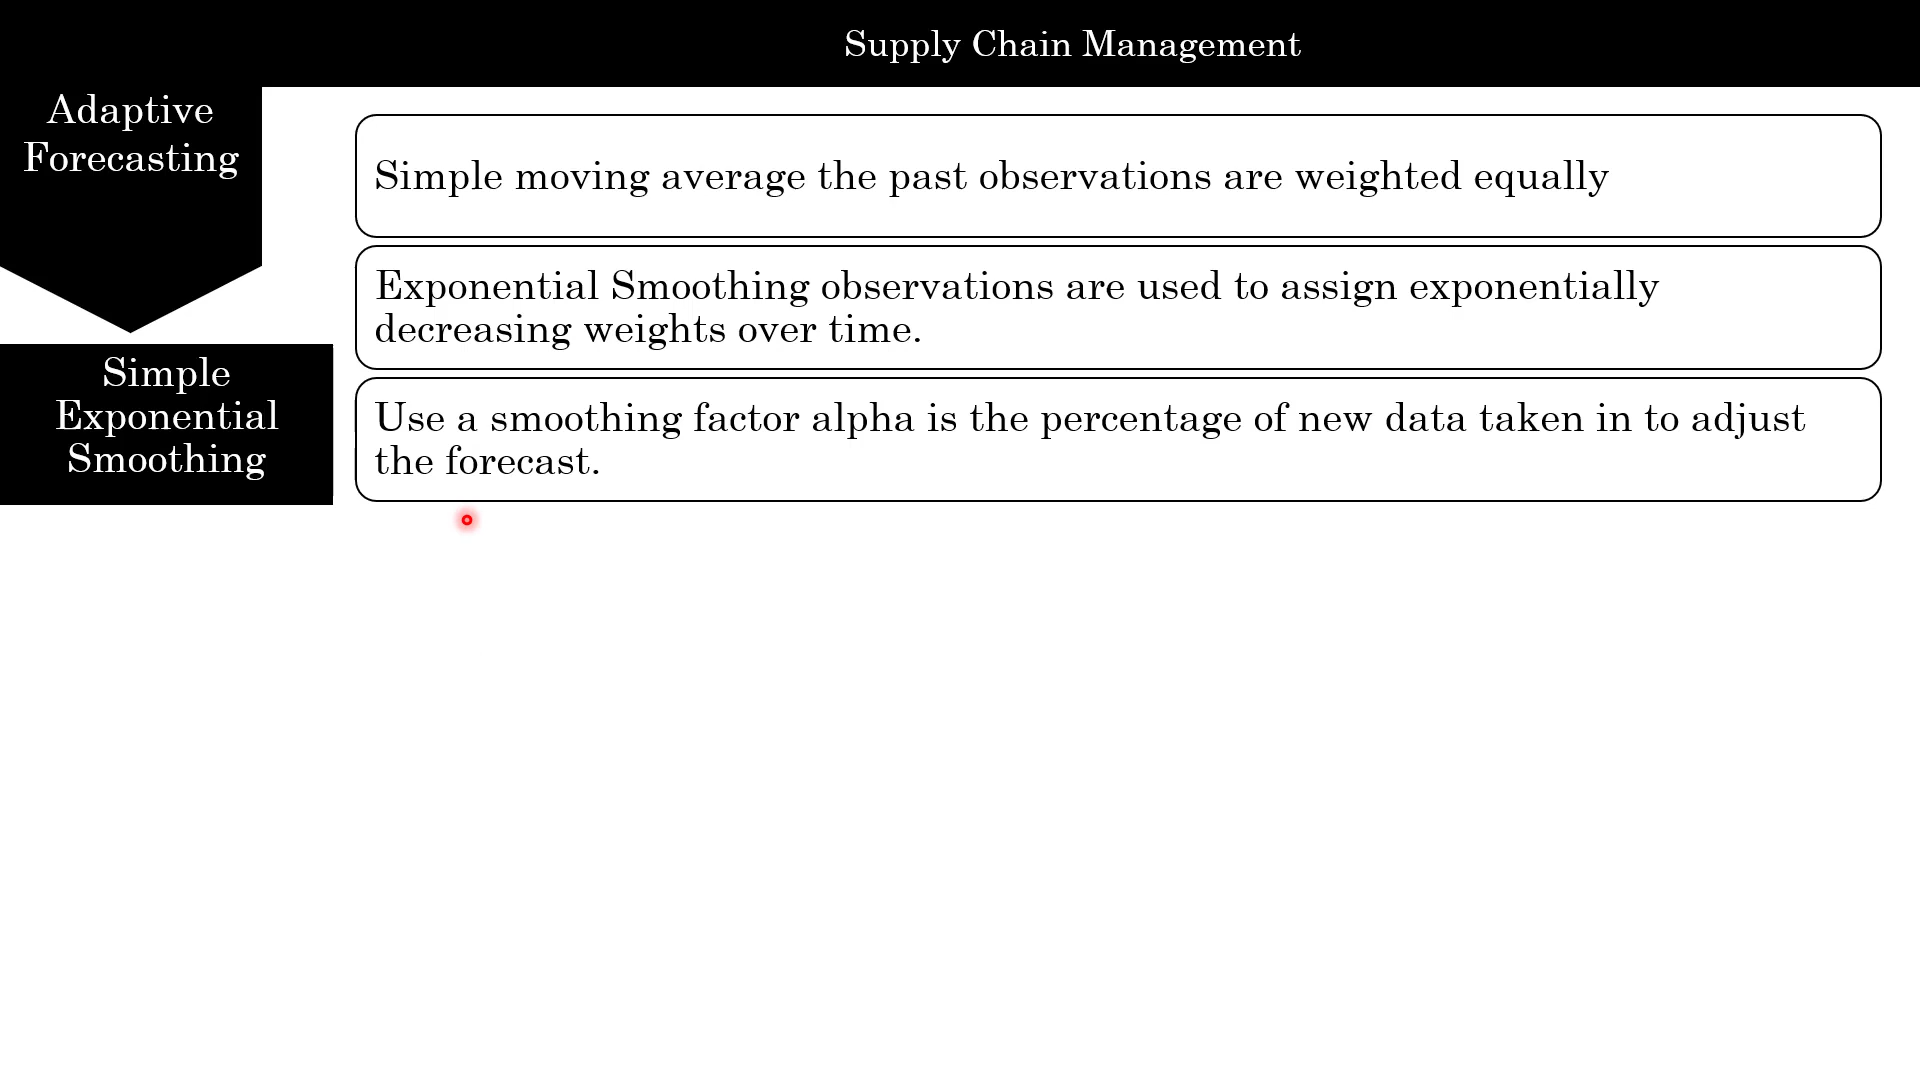 Supply Chain Management
Adaptive
Forecasting
Simple moving average the past observations are weighted equally
Exponential Smoothing observations are used to assign exponentially
decreasing weights over time.
Simple
Exponential
Smoothing
Use a smoothing factor alpha is the percentage of new data taken in to adjust
the forecast.